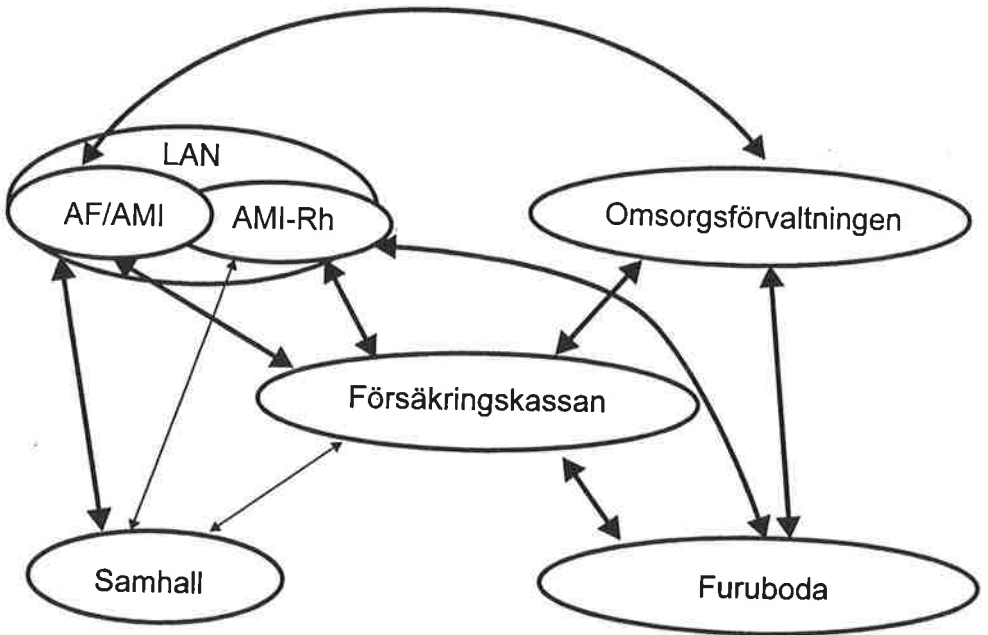 LAN
AF/AMI
AMI-Rh
Omsorgsförvaltningen
Försäkringskassan
Samhall
Furuboda